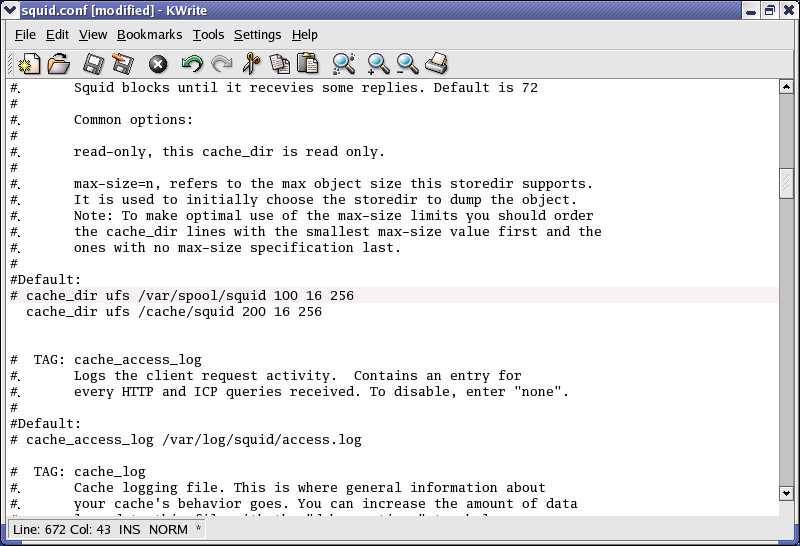 squid.conf [modified] - KWrite
File Edit View Bookmarks Tools Settings Help
#. Squid blocks until it recevies some replies. Default is 72
#
#. Common options:
#
#. read-only, this cache_dir is read only.
#
#. max-size=n, refers to the max object size this storedir supports.
#. It is used to initially choose the storedir to dump the object.
#. Note: To make optimal use of the max-size limits you should order
#. the cache_dir lines with the smallest max-size value first and the
#. ones with no max-size specification last.
#
#Default:
# cache_dir ufs /var/spool/squid 100 16 256
cache_dir ufs /cache/squid 200 16 256
# TAG: cache_access_log
#. Logs the client request activity. Contains an entry for
#. every HTTP and ICP queries received. To disable, enter "none".
#
#Default:
# cache_access_log /var/log/squid/access.log
# TAG: cache_log
#. Cache logging file. This is where general information about
#. your cache's behavior goes. You can increase the amount of data
Line: 672 Col: 43 INS NORM *